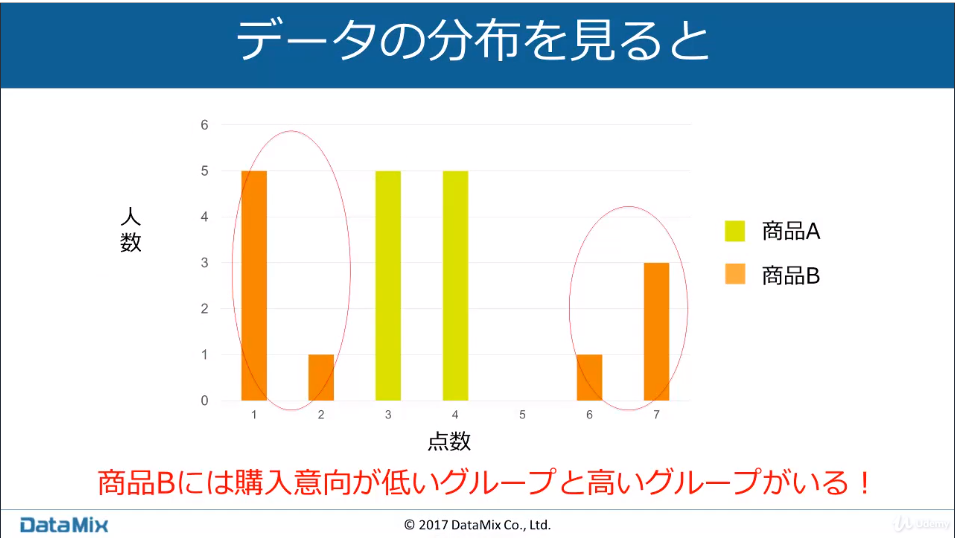 データの分布を見ると
6
5
4
3
2
1
0
人
数
1 2 3 4 5 6 7
点数
商品A
商品B
商品Bには購入意向が低いグループと高いグループがいる！
DataMix
© 2017 DataMix Co., Ltd.
Udemy